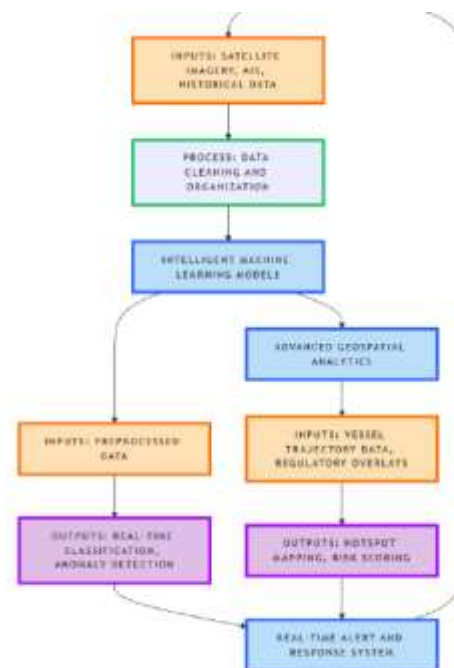 INPUTS: SATELLITE
IMAGERY, AIS,
HISTORICAL DATA
PROCESS: DATA
CLEANING AND
ORGANIZATION
INTELLIGENT MACHINE
LEARNING MODELS
ADVANCED GEOSPATIAL
ANALYTICS
INPUTS: PREPROCESSED
DATA
INPUTS: VESSEL
TRAJECTORY DATA,
REGULATORY OVERLAYS
OUTPUTS: REAL-TIME
CLASSIFICATION,
ANOMALY DETECTION
OUTPUTS: HOTSPOT
MAPPING, RISK SCORING
REAL-TIME ALERT AND
RESPONSE SYSTEM